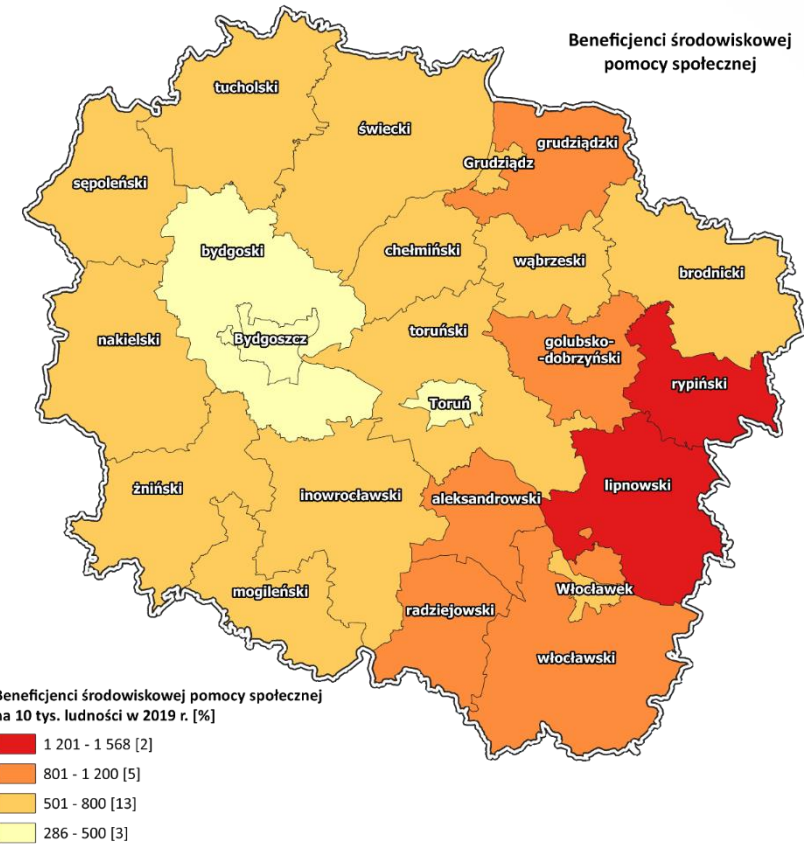 Beneficjenci środowiskowej
pomocy społecznej
tucholski
świecki
grudziądzki
Grudziądz
sępoleński
bydgoski
chełmiński
wąbrzeski
brodnicki
nakielski
Bydgoszcz
toruński
golubsko-
-dobrzyński
rypiński
Toruń
żniński
inowrocławski
aleksandrowski
lipnowski
mogileński
radziejowski
Włocławek
włocławski
Beneficjenci środowiskowej pomocy społecznej
na 10 tys. ludności w 2019 r. [%]
1 201 - 1 568 [2]
801 - 1 200 [5]
501 - 800 [13]
286 - 500 [3]